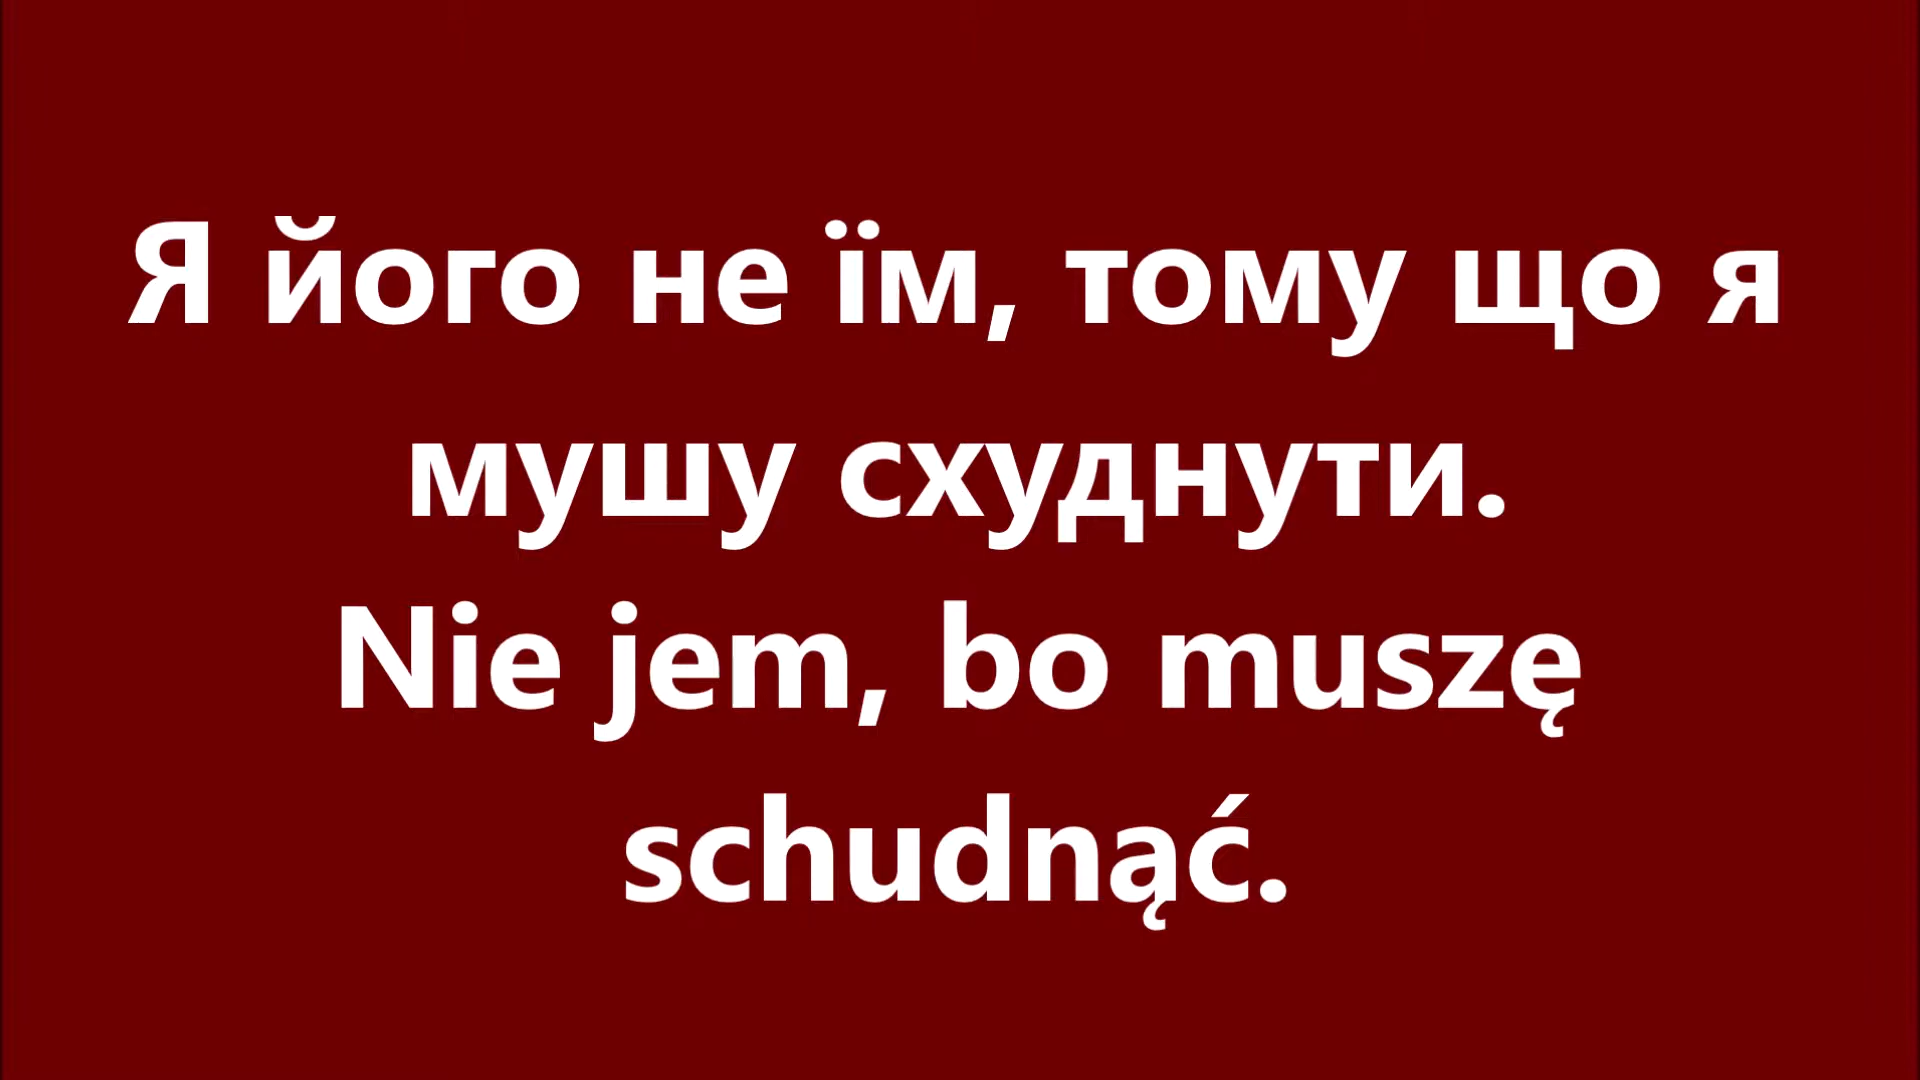 Я його не їм, тому що я
мушу схуднути.
Nie jem, bo muszę
schudnąć.